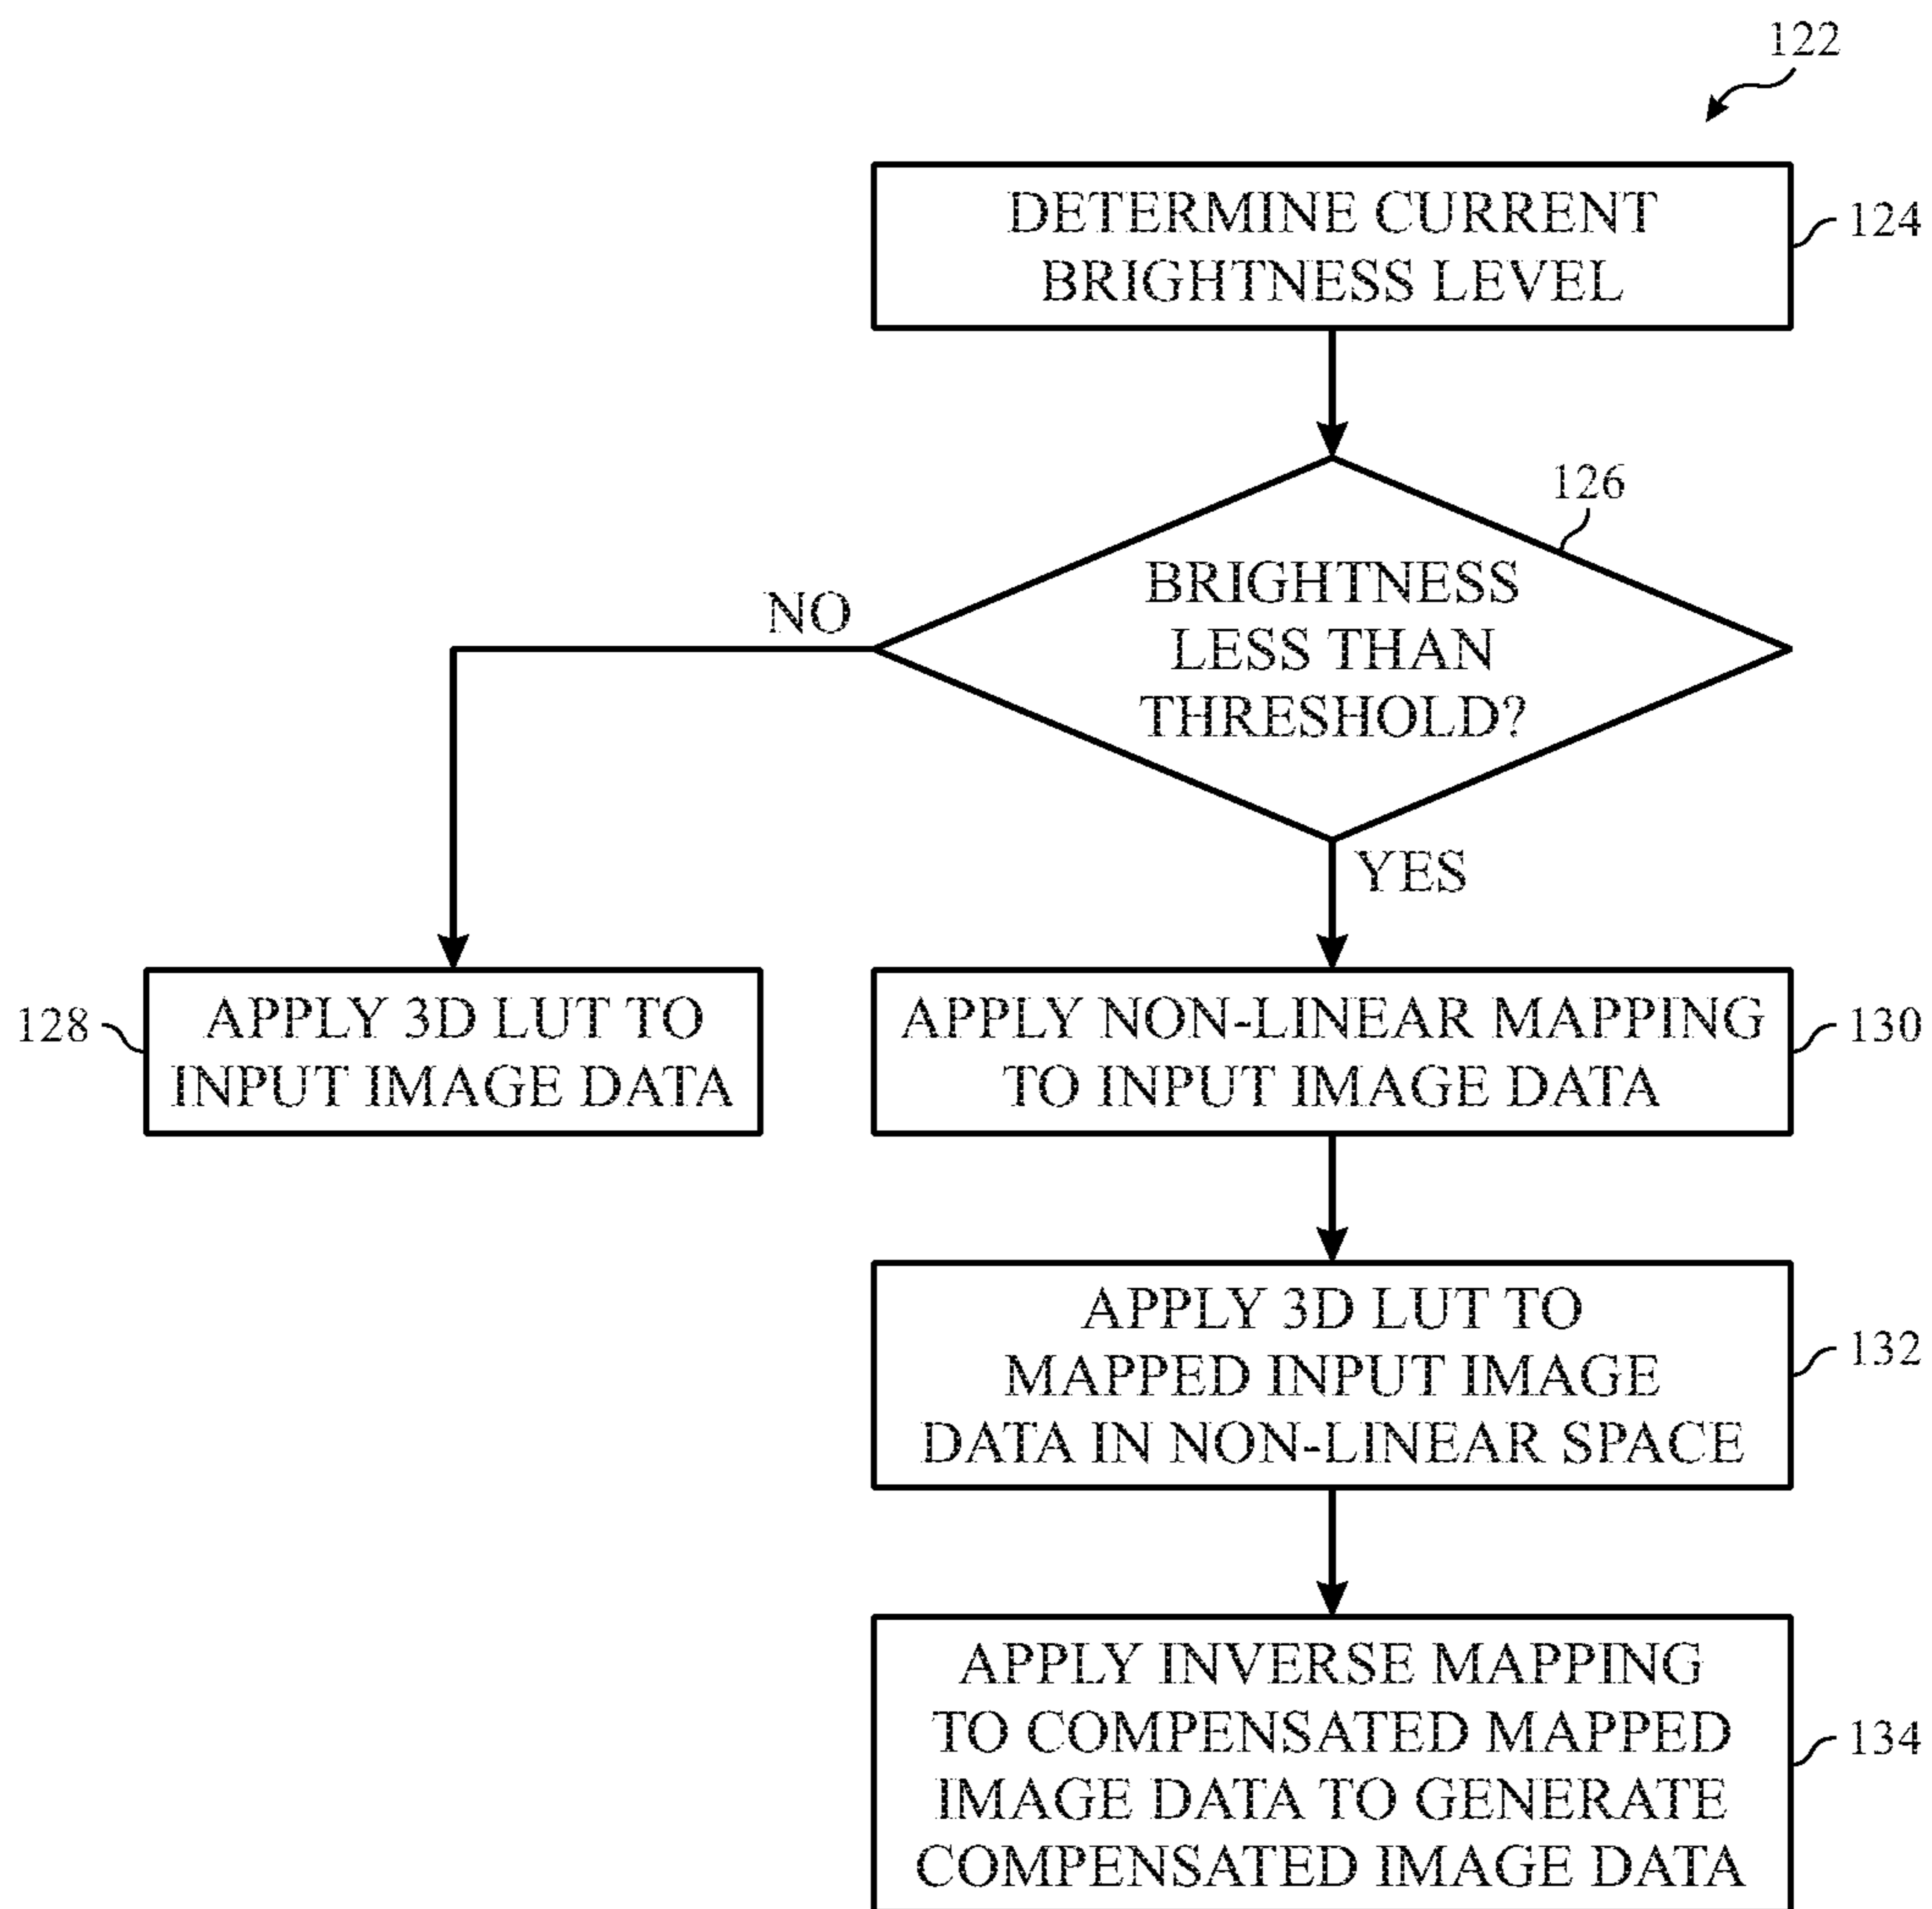 122
DETERMINE CURRENT
BRIGHTNESS LEVEL
124
126
BRIGHTNESS
LESS THAN
THRESHOLD?
NO
YES
128
APPLY 3D LUT TO
INPUT IMAGE DATA
APPLY NON-LINEAR MAPPING
TO INPUT IMAGE DATA
130
APPLY 3D LUT TO
MAPPED INPUT IMAGE
DATA IN NON-LINEAR SPACE
132
APPLY INVERSE MAPPING
TO COMPENSATED MAPPED
IMAGE DATA TO GENERATE
COMPENSATED IMAGE DATA
134